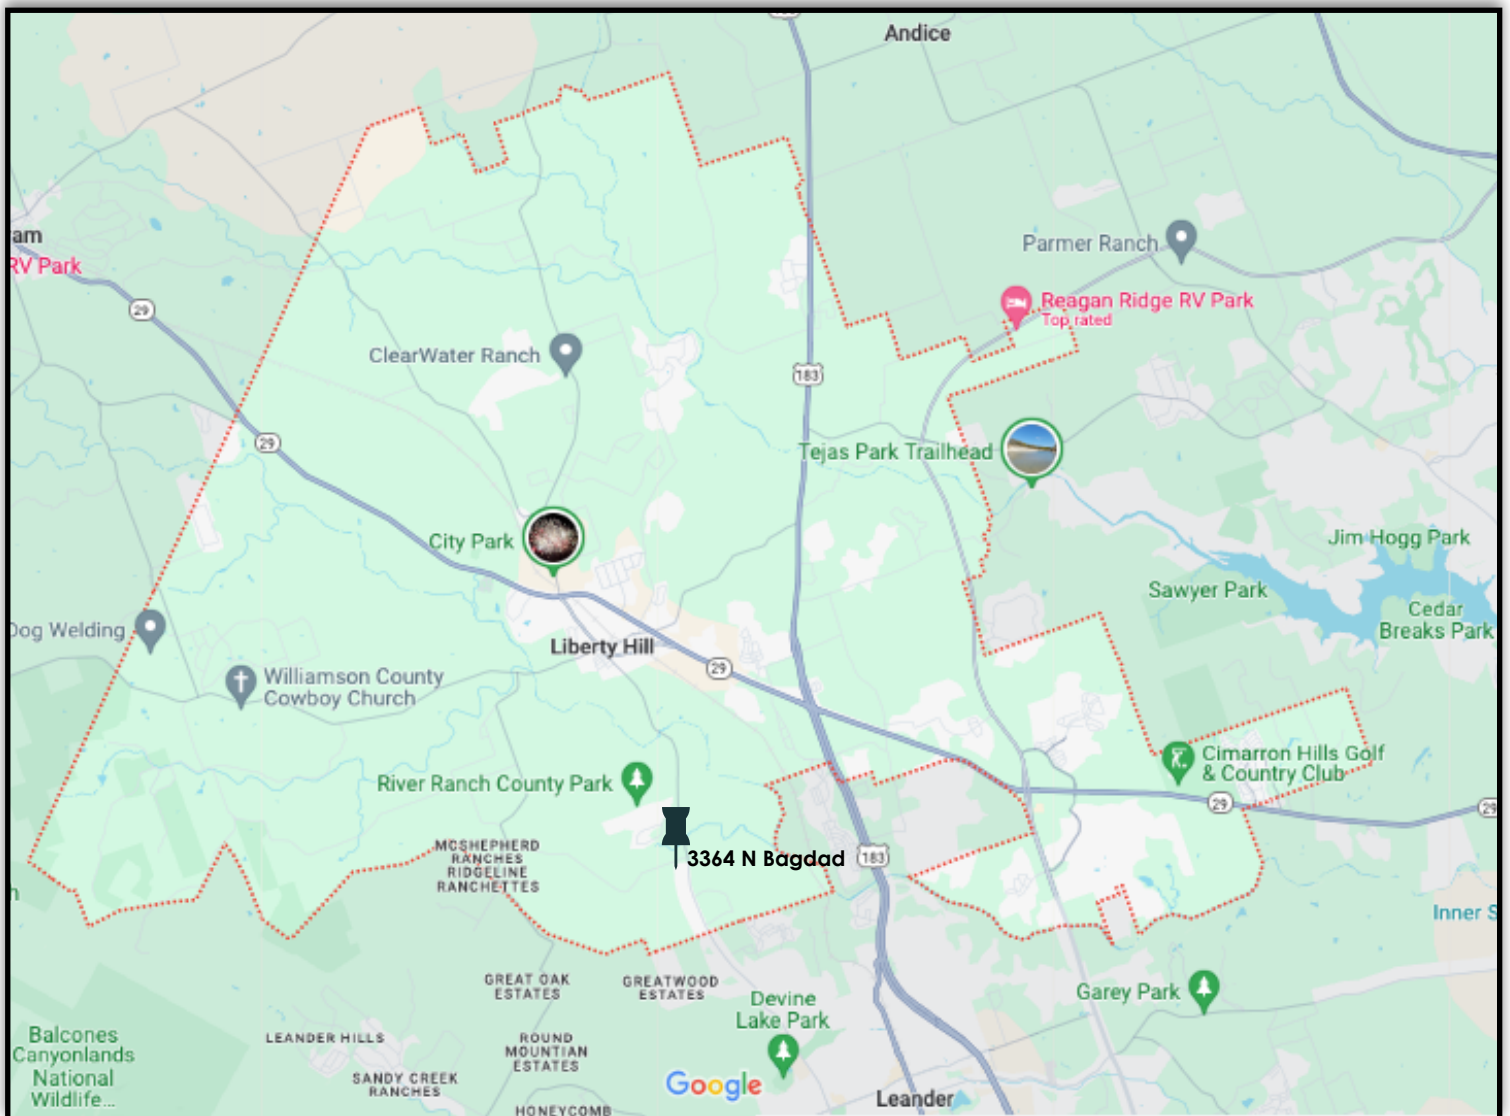 Andice
am
RV Park
Parmer Ranch
Reagan Ridge RV Park
Top rated
29
ClearWater Ranch
183
29
Tejas Park Trailhead
City Park
Jim Hogg Park
Sawyer Park
Cedar
Breaks Park
Dog Welding
Liberty Hill
29
Williamson County
Cowboy Church
Cimarron Hills Golf
& Country Club
River Ranch County Park
29
29
MCSHEPHERD
RANCHES
RIDGELINE
RANCHETTES
3364 N Bagdad
183
h
Inner S
GREAT OAK
ESTATES
GREATWOOD
ESTATES
Devine
Lake Park
Garey Park
Balcones
Canyonlands
National
Wildlife...
LEANDER HILLS
ROUND
MOUNTIAN
ESTATES
SANDY CREEK
RANCHES
Google
Leander
HONEYCOMB